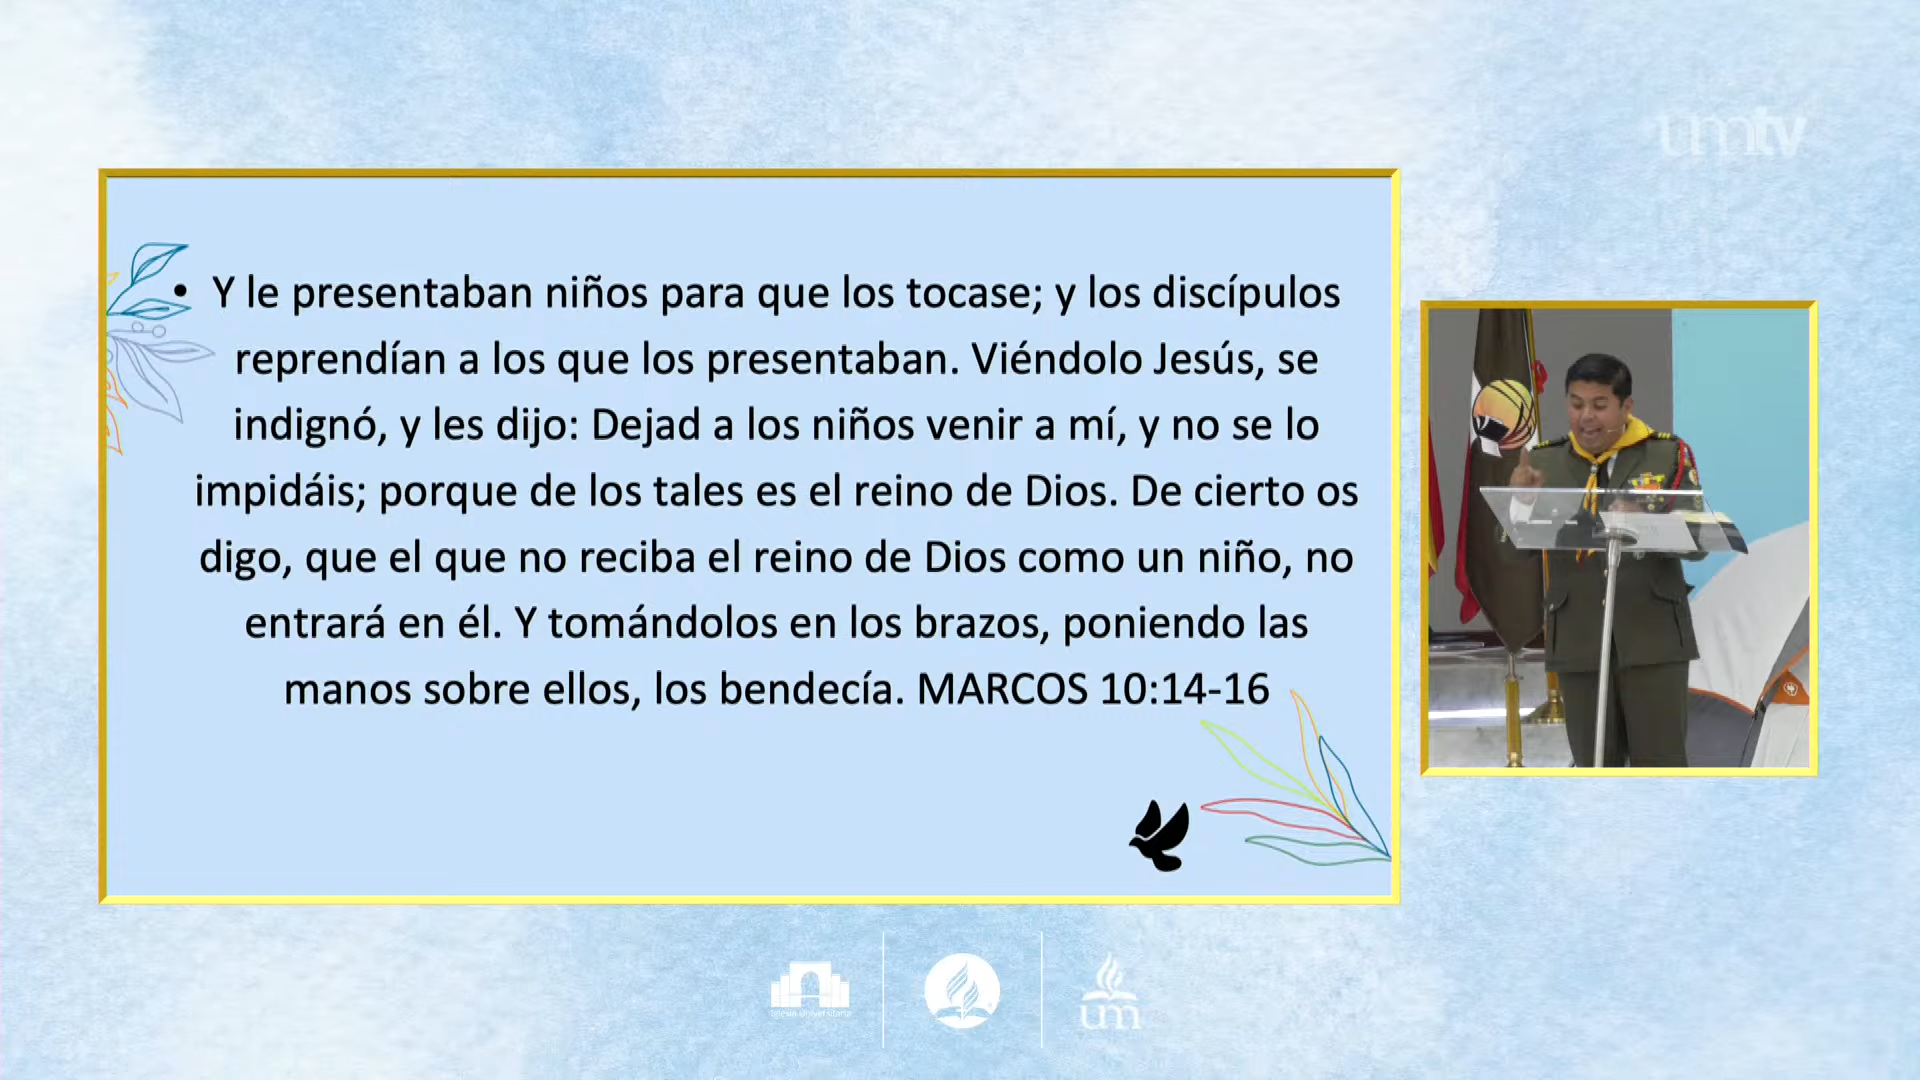 umtv
• Y le presentaban niños para que los tocase; y los discípulos
reprendían a los que los presentaban. Viéndolo Jesús, se
indignó, y les dijo: Dejad a los niños venir a mí, y no se lo
impidáis; porque de los tales es el reino de Dios. De cierto os
digo, que el que no reciba el reino de Dios como un niño, no
entrará en él. Y tomándolos en los brazos, poniendo las
manos sobre ellos, los bendecía. MARCOS 10:14-16
Iglesia Universitaria
um